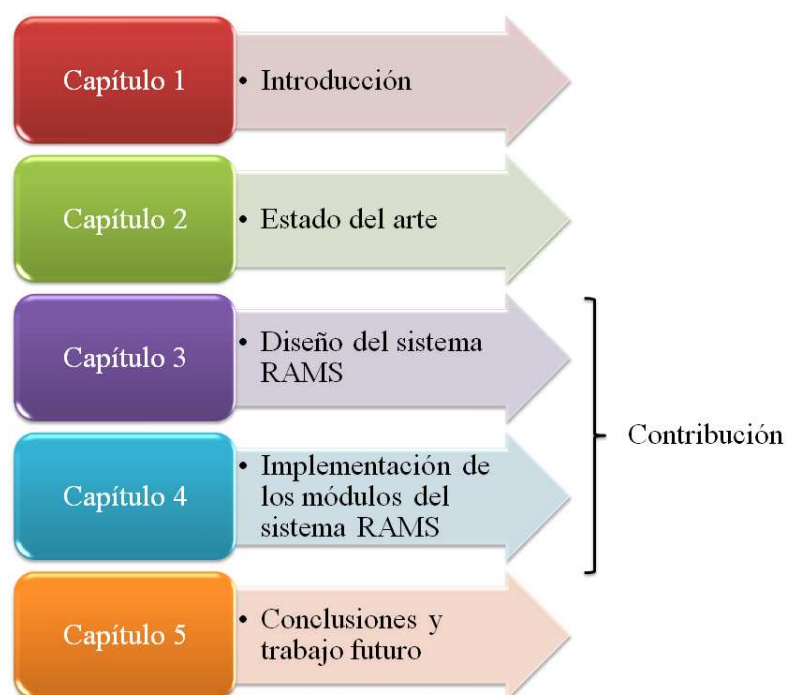 Capítulo 1
• Introducción
Capítulo 2
• Estado del arte
Capítulo 3
• Diseño del sistema
RAMS
Contribución
Capítulo 4
• Implementación de
los módulos del
sistema RAMS
Capítulo 5
• Conclusiones y
trabajo futuro